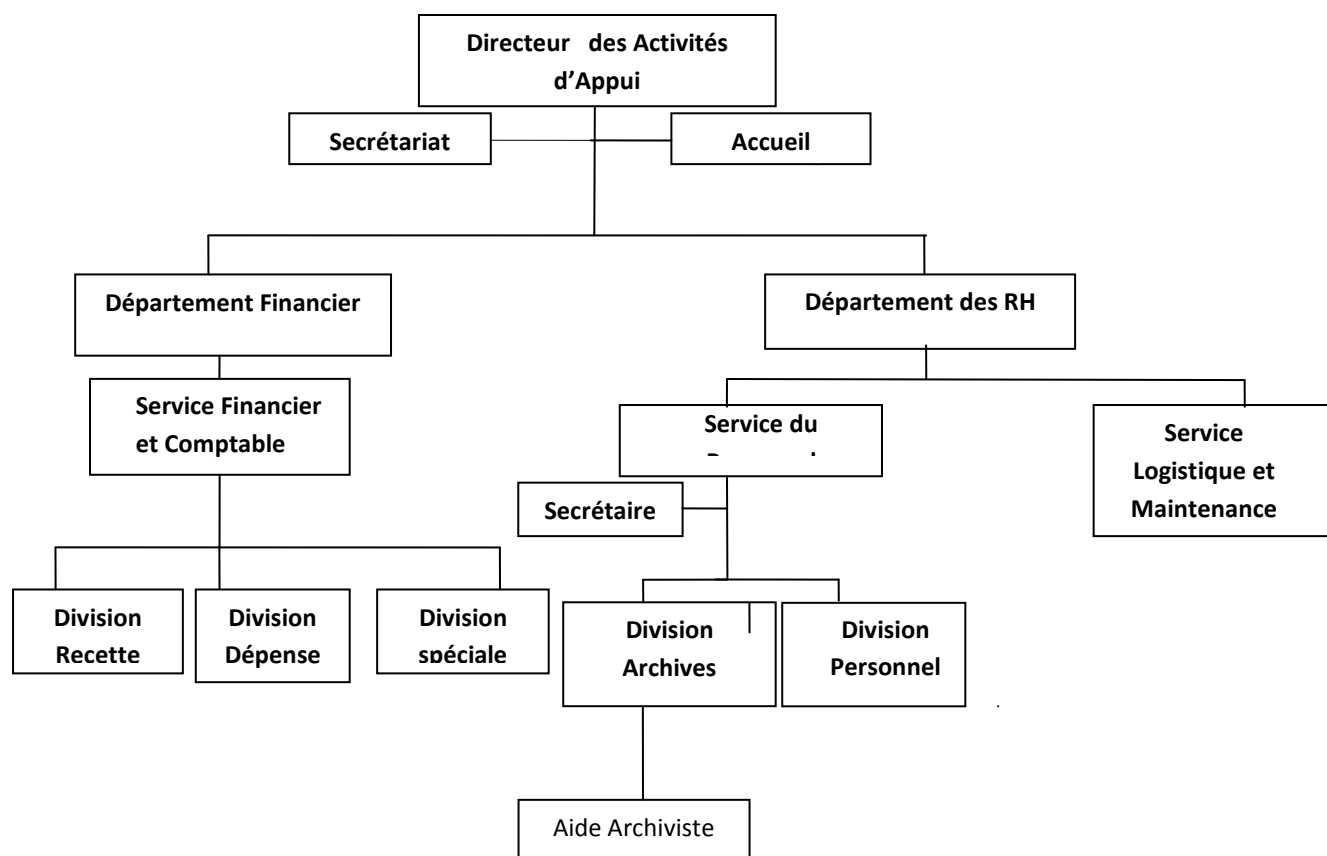 Directeur des Activités
d'Appui
Secrétariat
Accueil
Département Financier
Département des RH
Service Financier
et Comptable
Service du
Service
Logistique et
Maintenance
Secrétaire
Division
Recette
Division
Dépense
Division
spéciale
Division
Archives
Division
Personnel
Aide Archiviste